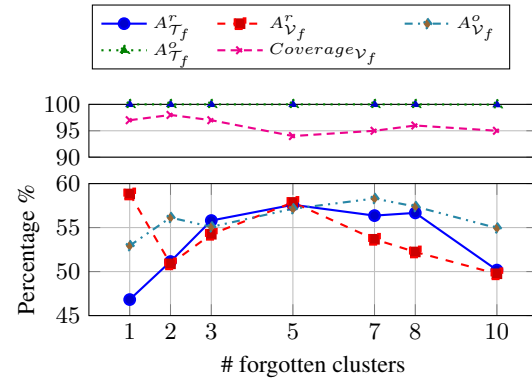 A^r_{𝒯_f} A^r_{𝒱_f} A^o_{𝒱_f}
A^o_{𝒯_f} Coverage_{𝒱_f}
100
95
90
60
55
50
45
Percentage %
1 2 3 5 7 8 10
# forgotten clusters